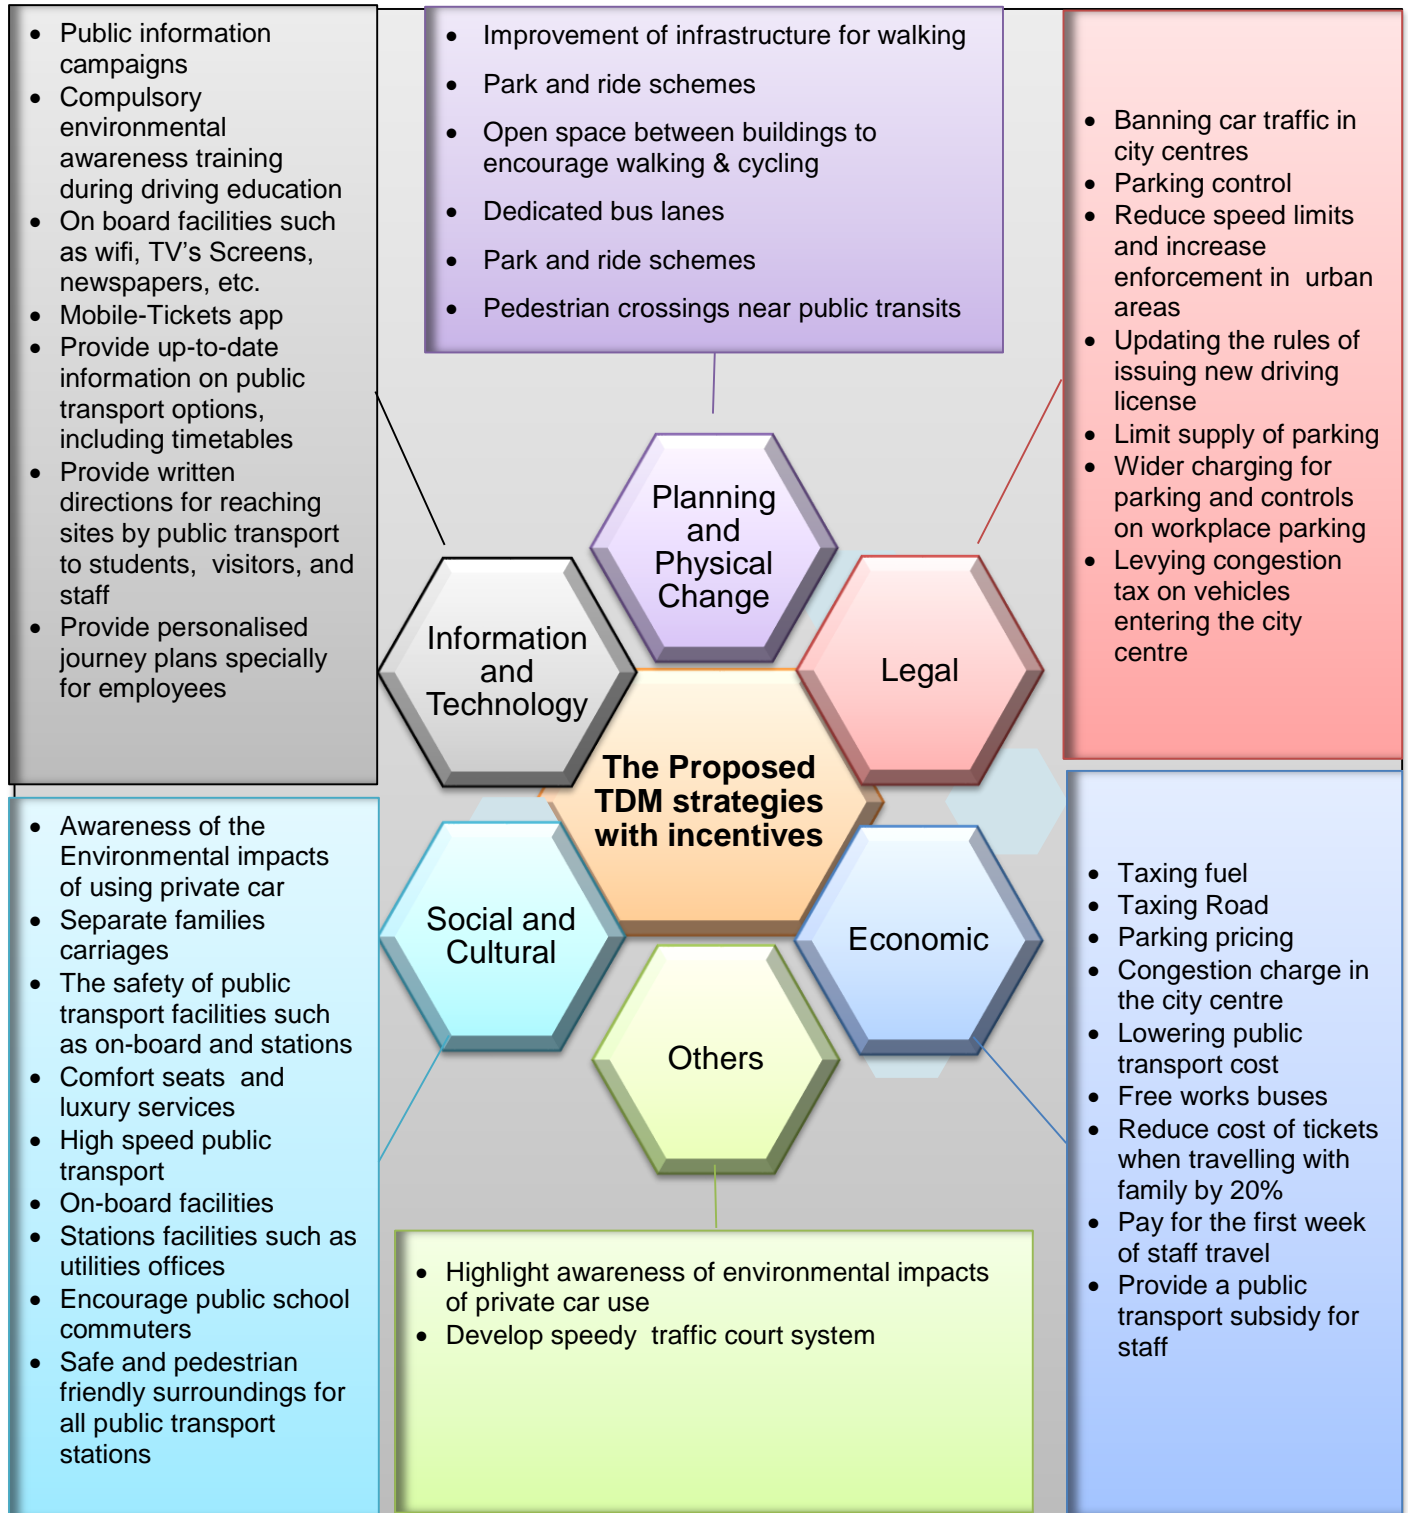 • Public information
campaigns
• Compulsory
environmental
awareness training
during driving education
• On board facilities such
as wifi, TV’s Screens,
newspapers, etc.
• Mobile-Tickets app
• Provide up-to-date
information on public
transport options,
including timetables
• Provide written
directions for reaching
sites by public transport
to students, visitors, and
staff
• Provide personalised
journey plans specially
for employees
• Improvement of infrastructure for walking
• Park and ride schemes
• Open space between buildings to
encourage walking & cycling
• Dedicated bus lanes
• Park and ride schemes
• Pedestrian crossings near public transits
• Banning car traffic in
city centres
• Parking control
• Reduce speed limits
and increase
enforcement in urban
areas
• Updating the rules of
issuing new driving
license
• Limit supply of parking
• Wider charging for
parking and controls
on workplace parking
• Levying congestion
tax on vehicles
entering the city
centre
Planning
and
Physical
Change
Information
and
Technology
Legal
The Proposed
TDM strategies
with incentives
Social and
Cultural
Economic
Others
• Awareness of the
Environmental impacts
of using private car
• Separate families
carriages
• The safety of public
transport facilities such
as on-board and stations
• Comfort seats and
luxury services
• High speed public
transport
• On-board facilities
• Stations facilities such as
utilities offices
• Encourage public school
commuters
• Safe and pedestrian
friendly surroundings for
all public transport
stations
• Highlight awareness of environmental impacts
of private car use
• Develop speedy traffic court system
• Taxing fuel
• Taxing Road
• Parking pricing
• Congestion charge in
the city centre
• Lowering public
transport cost
• Free works buses
• Reduce cost of tickets
when travelling with
family by 20%
• Pay for the first week
of staff travel
• Provide a public
transport subsidy for
staff